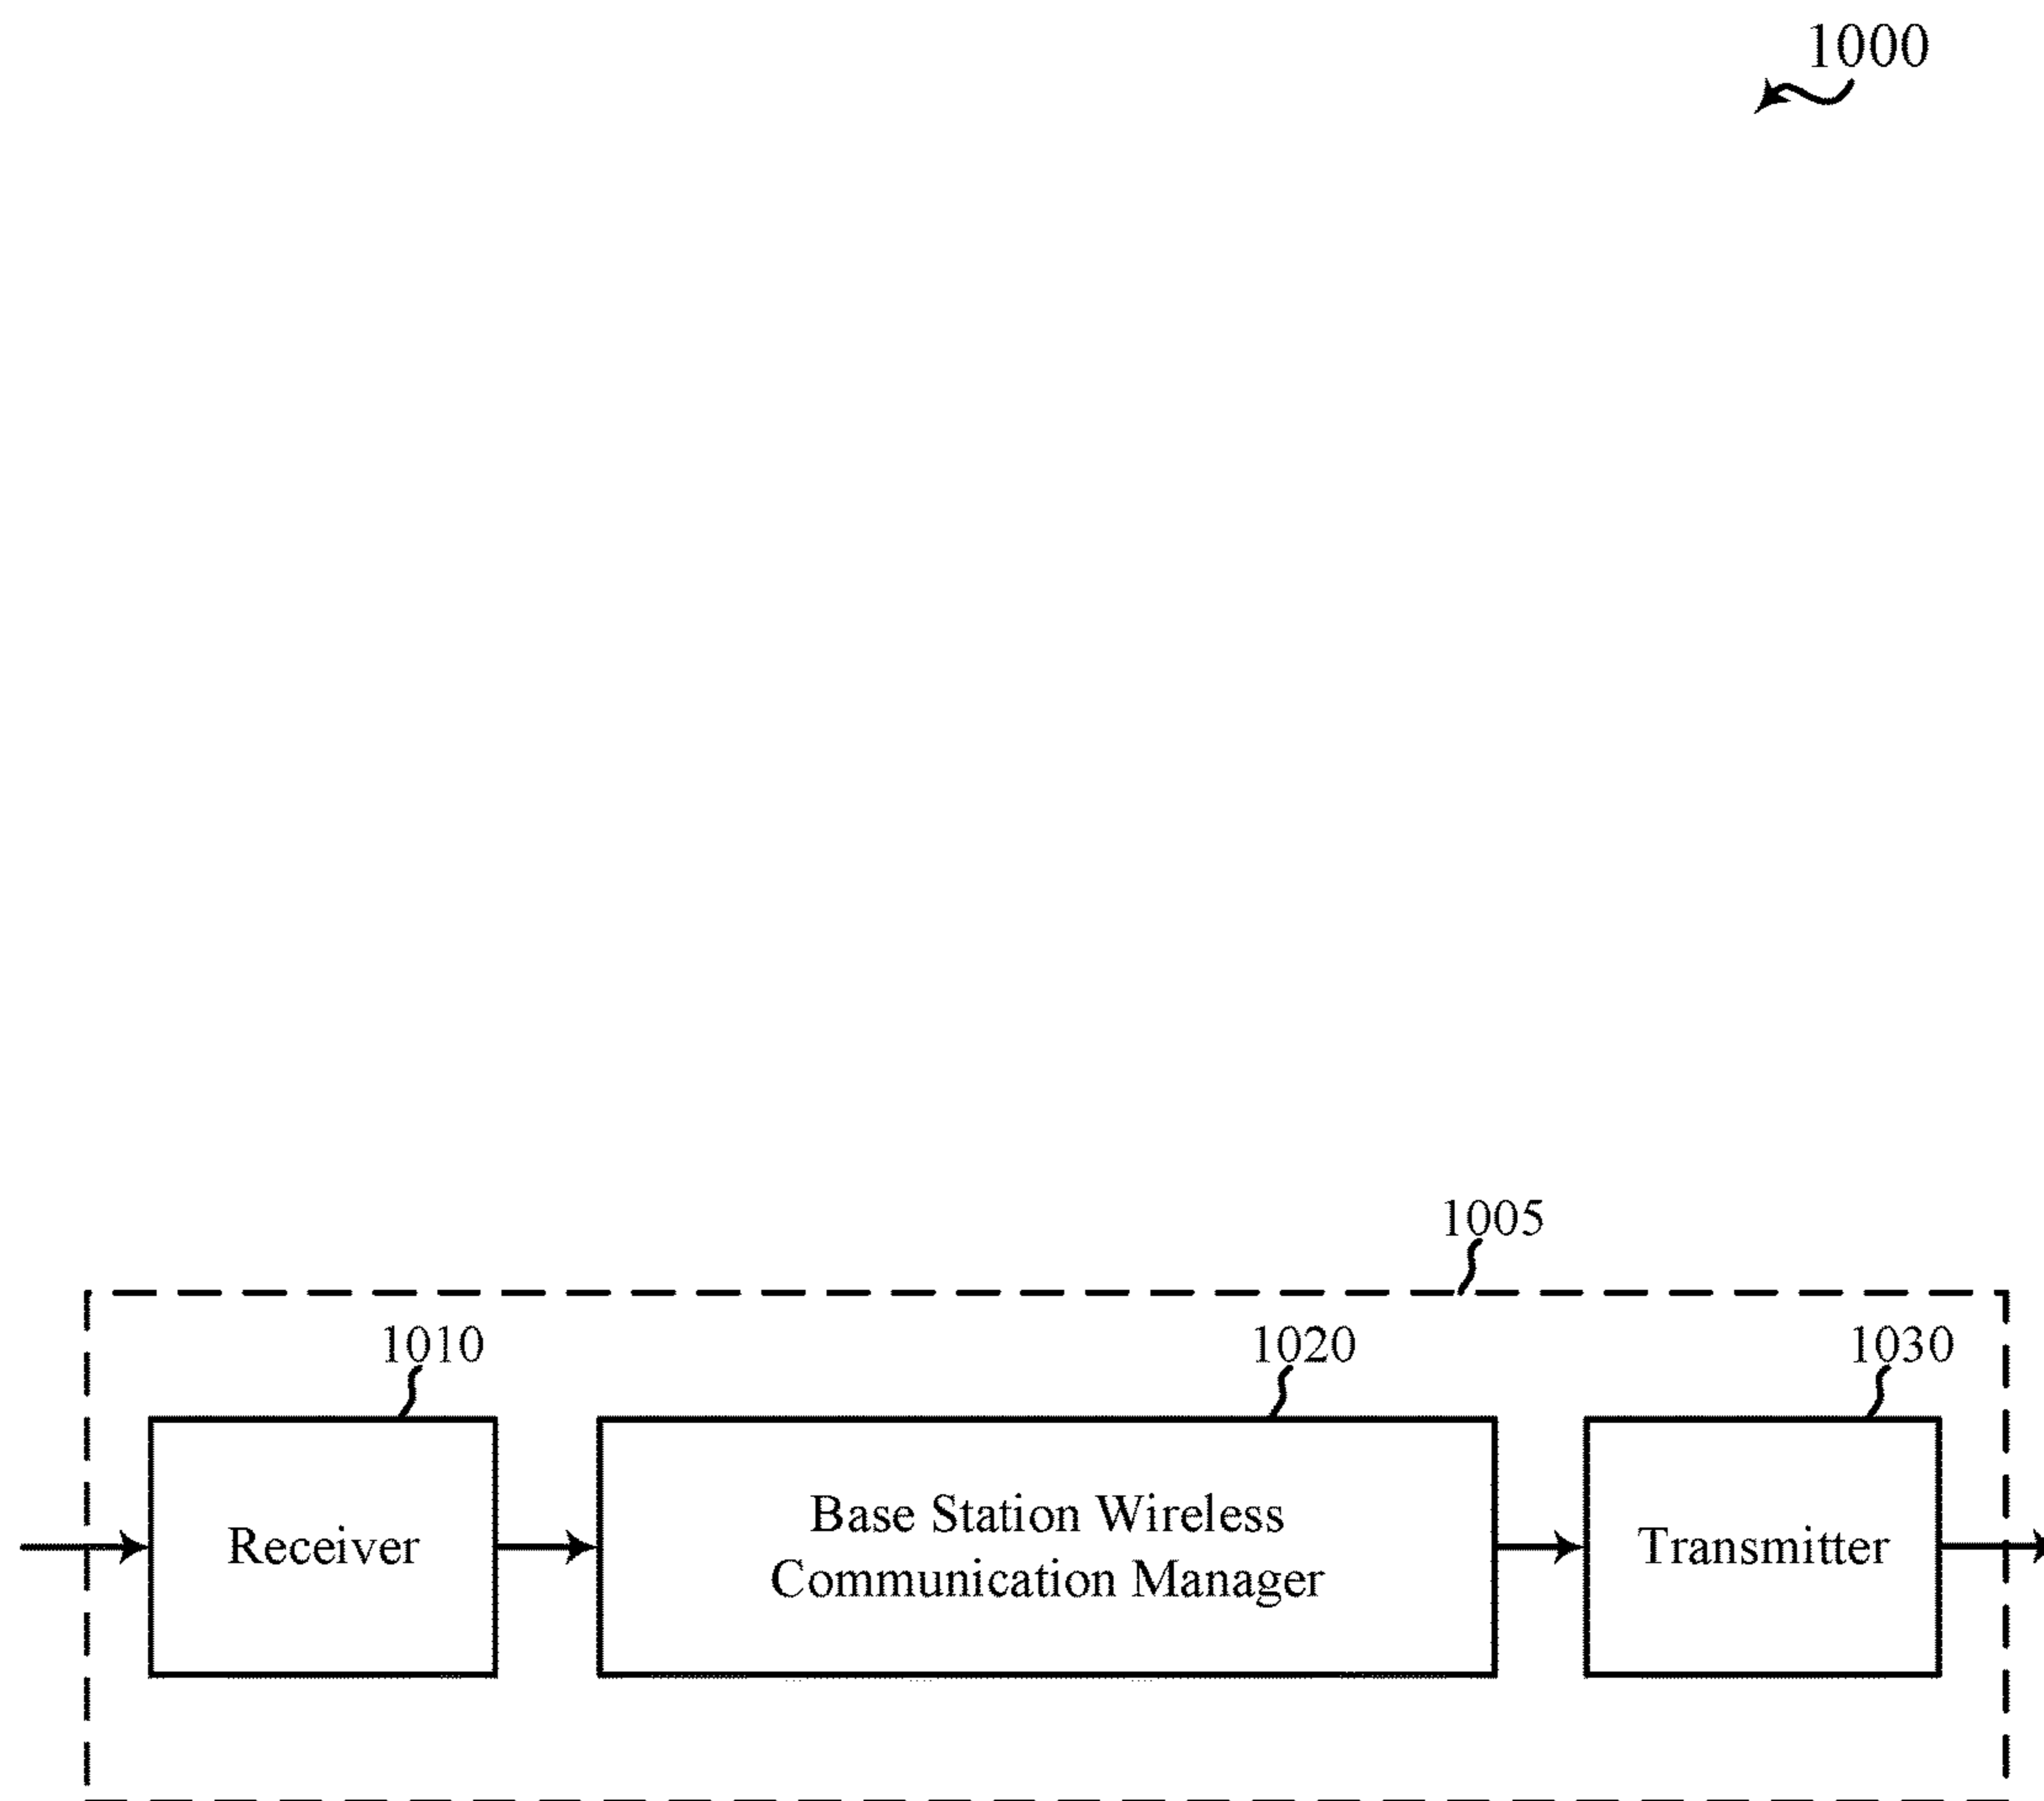 1000
1005
1010
1020
1030
Receiver
Base Station Wireless
Communication Manager
Transmitter